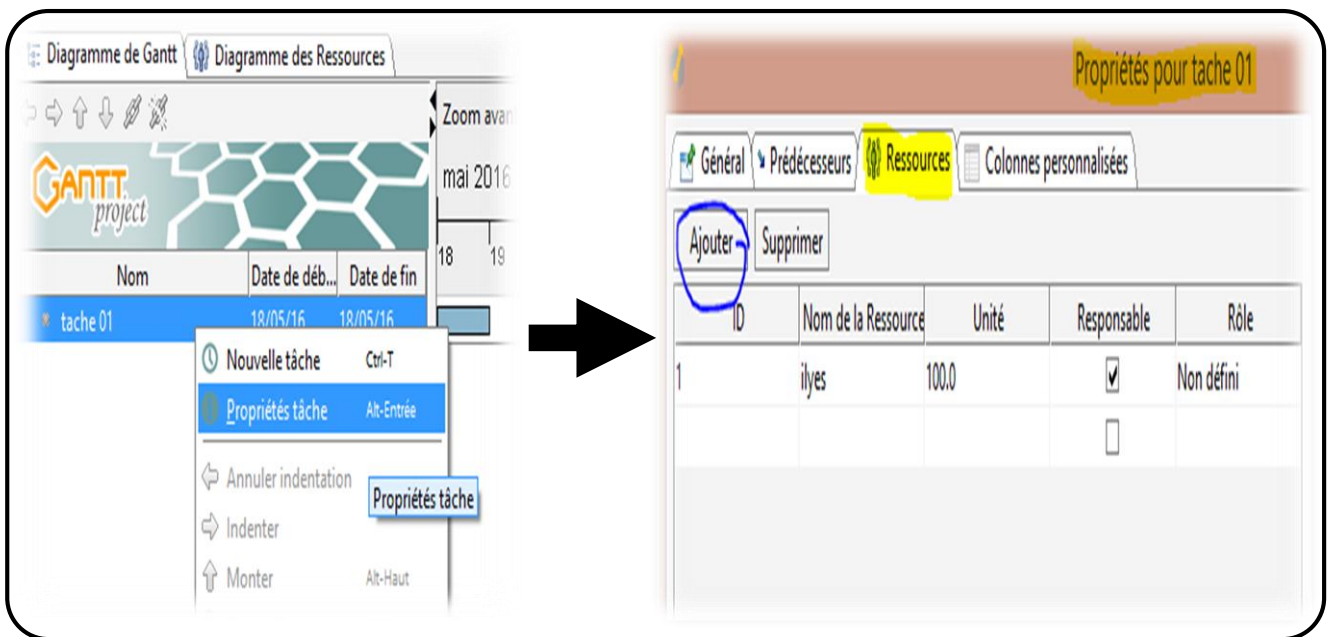 Diagramme de Gantt Diagramme des Ressources
Zoom avan
GANTT project
mai 2016
18 19
Nom Date de déb... Date de fin
tache 01 18/05/16 18/05/16
Nouvelle tâche Ctrl-T
Propriétés tâche Alt-Entrée
Annuler indentation
Propriétés tâche
Indenter
Monter Alt-Haut
Propriétés pour tache 01
Général Prédécesseurs Ressources Colonnes personnalisées
Ajouter Supprimer
ID Nom de la Ressource Unité Responsable Rôle
1 ilyes 100.0 Non défini